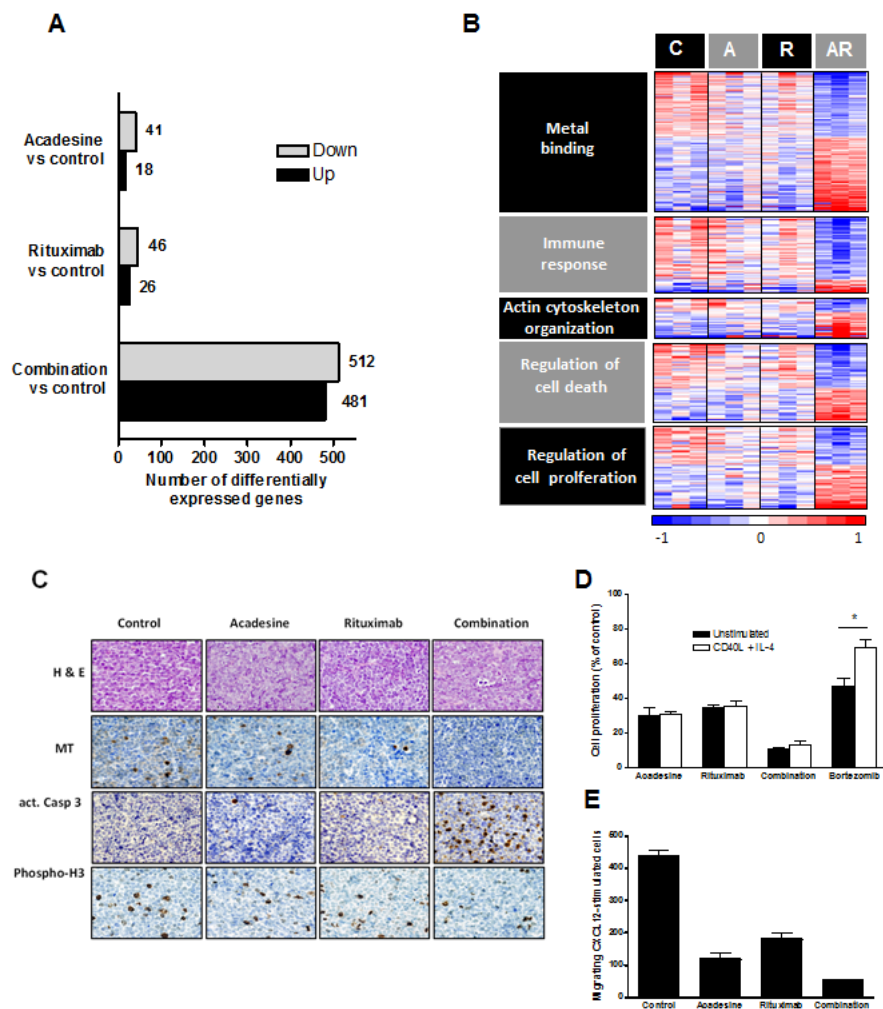 A
Acadesine
vs control
41
18
Down
Up
Rituximab
vs control
46
26
Combination
vs control
512
481
0 100 200 300 400 500
Number of differentially
expressed genes
B
C A R AR
Metal
binding
Immune
response
Actin cytoskeleton
organization
Regulation of
cell death
Regulation of
cell proleferation
-1 0 1
C
Control Acadesine Rituximab Combination
H & E
MT
act. Casp 3
Phospho-H3
D
Cell proliferation (% of control)
100
80
60
40
20
0
Unstimulated
CD40L + IL-4
*
Acadesine Rituximab Combination Bortezomib
E
Migrating CXCL12-stimulated cells
600
400
200
0
Control Acadesine Rituximab Combination